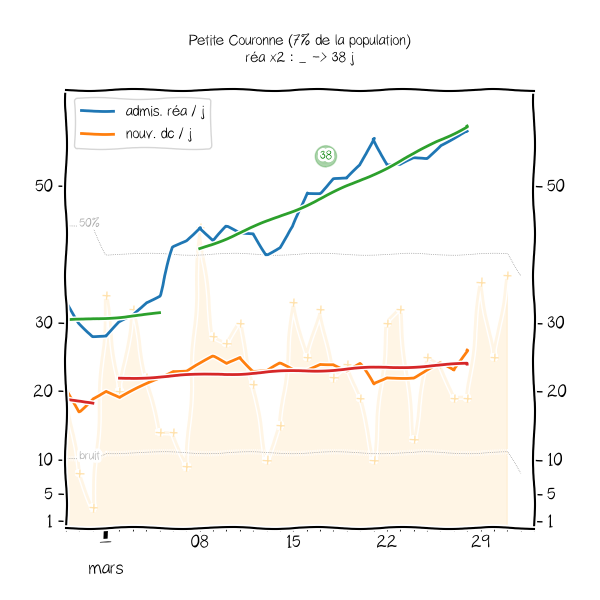 Petite Couronne (7% de la population)
réa x2 : _ -> 38 j
admis. réa / j
nouv. dc / j
38
50 50
50%
30 30
20 20
bruit
10 10
5 5
1 1
1 08 15 22 29
mars